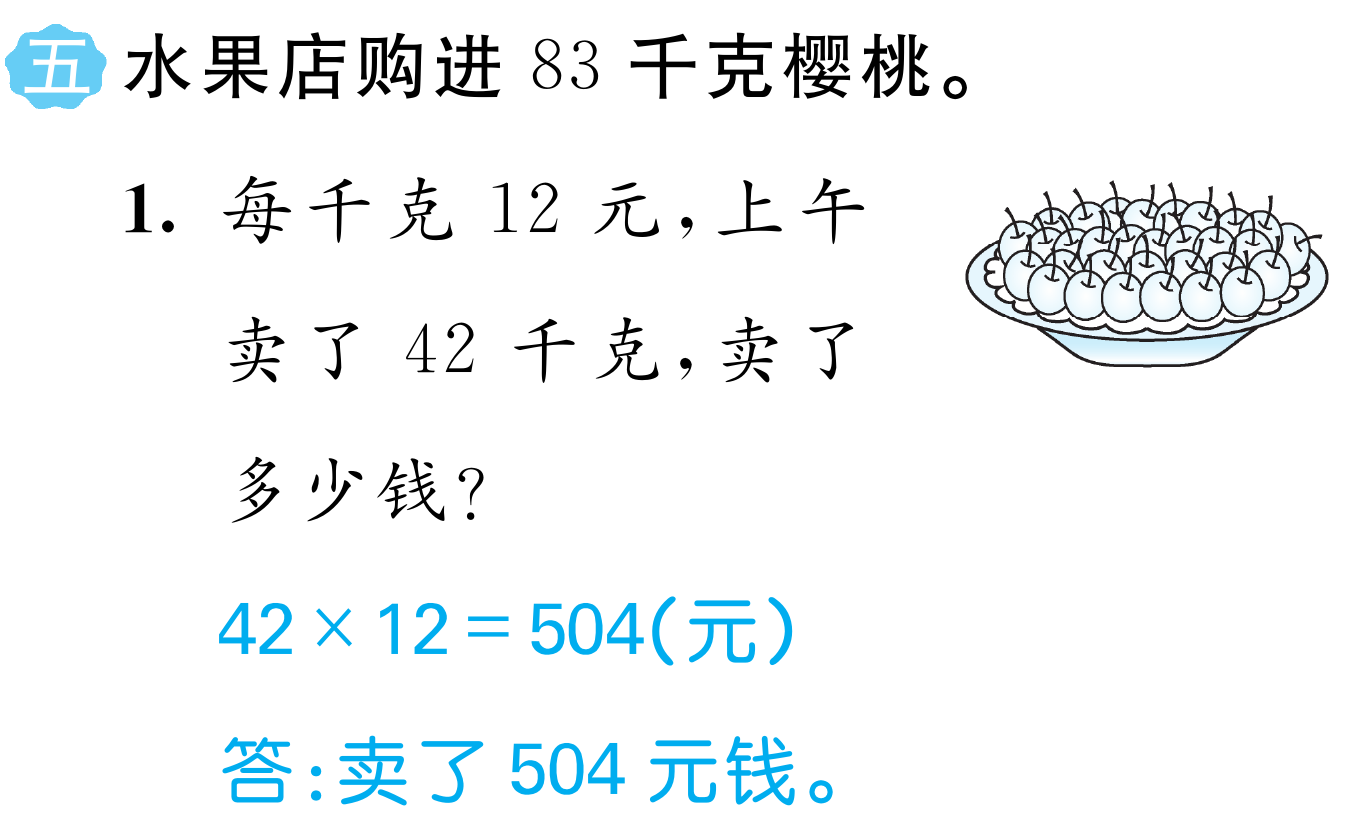 五 水果店购进 83 千克樱桃。
1. 每千克 12 元,上午
卖了 42 千克,卖了
多少钱?
42×12=504(元)
答:卖了 504 元钱。